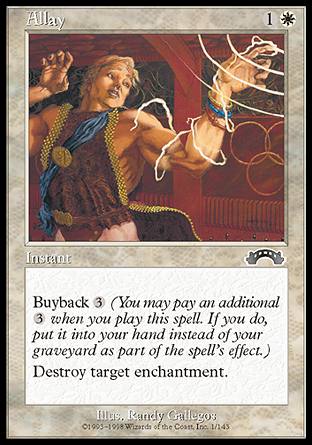 Allay 1
Instant
Buyback 3 (You may pay an additional
3 when you play this spell. If you do,
put it into your hand instead of your
graveyard as part of the spell's effect.)
Destroy target enchantment.
Illus. Randy Gallegos
©1993–1998 Wizards of the Coast, Inc. 1/143